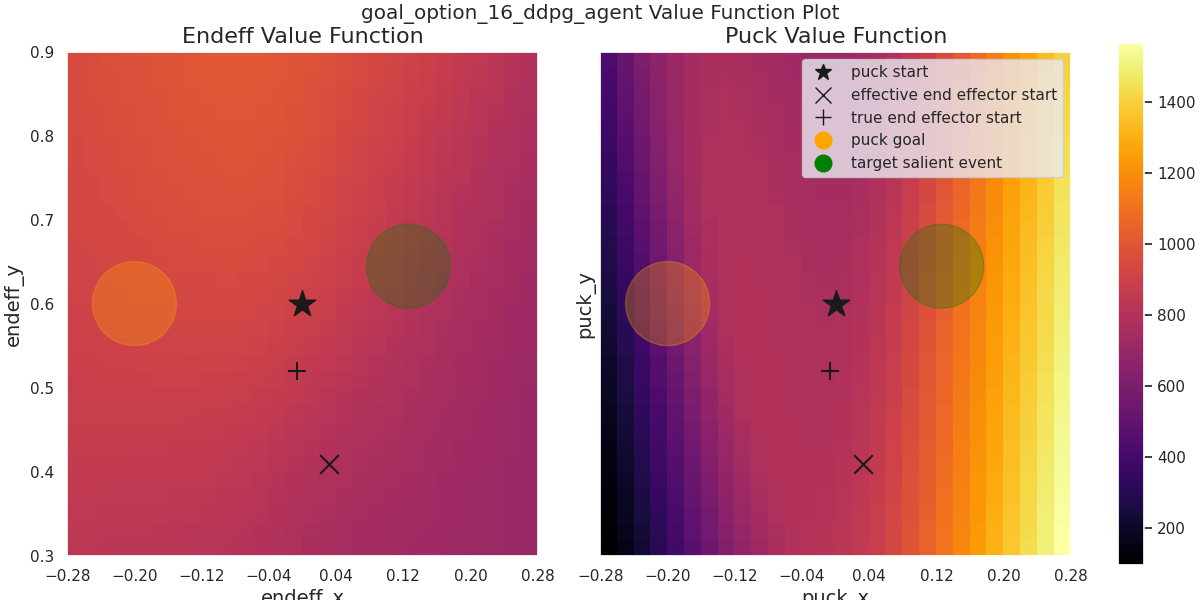 goal_option_16_ddpg_agent Value Function Plot
Endeff Value Function
Puck Value Function
puck start
effective end effector start
true end effector start
puck goal
target salient event
endeff_y
0.9
0.8
0.7
0.6
0.5
0.4
0.3
−0.28 −0.20 −0.12 −0.04 0.04 0.12 0.20 0.28
endeff_x
puck_y
−0.28 −0.20 −0.12 −0.04 0.04 0.12 0.20 0.28
puck_x
1400
1200
1000
800
600
400
200